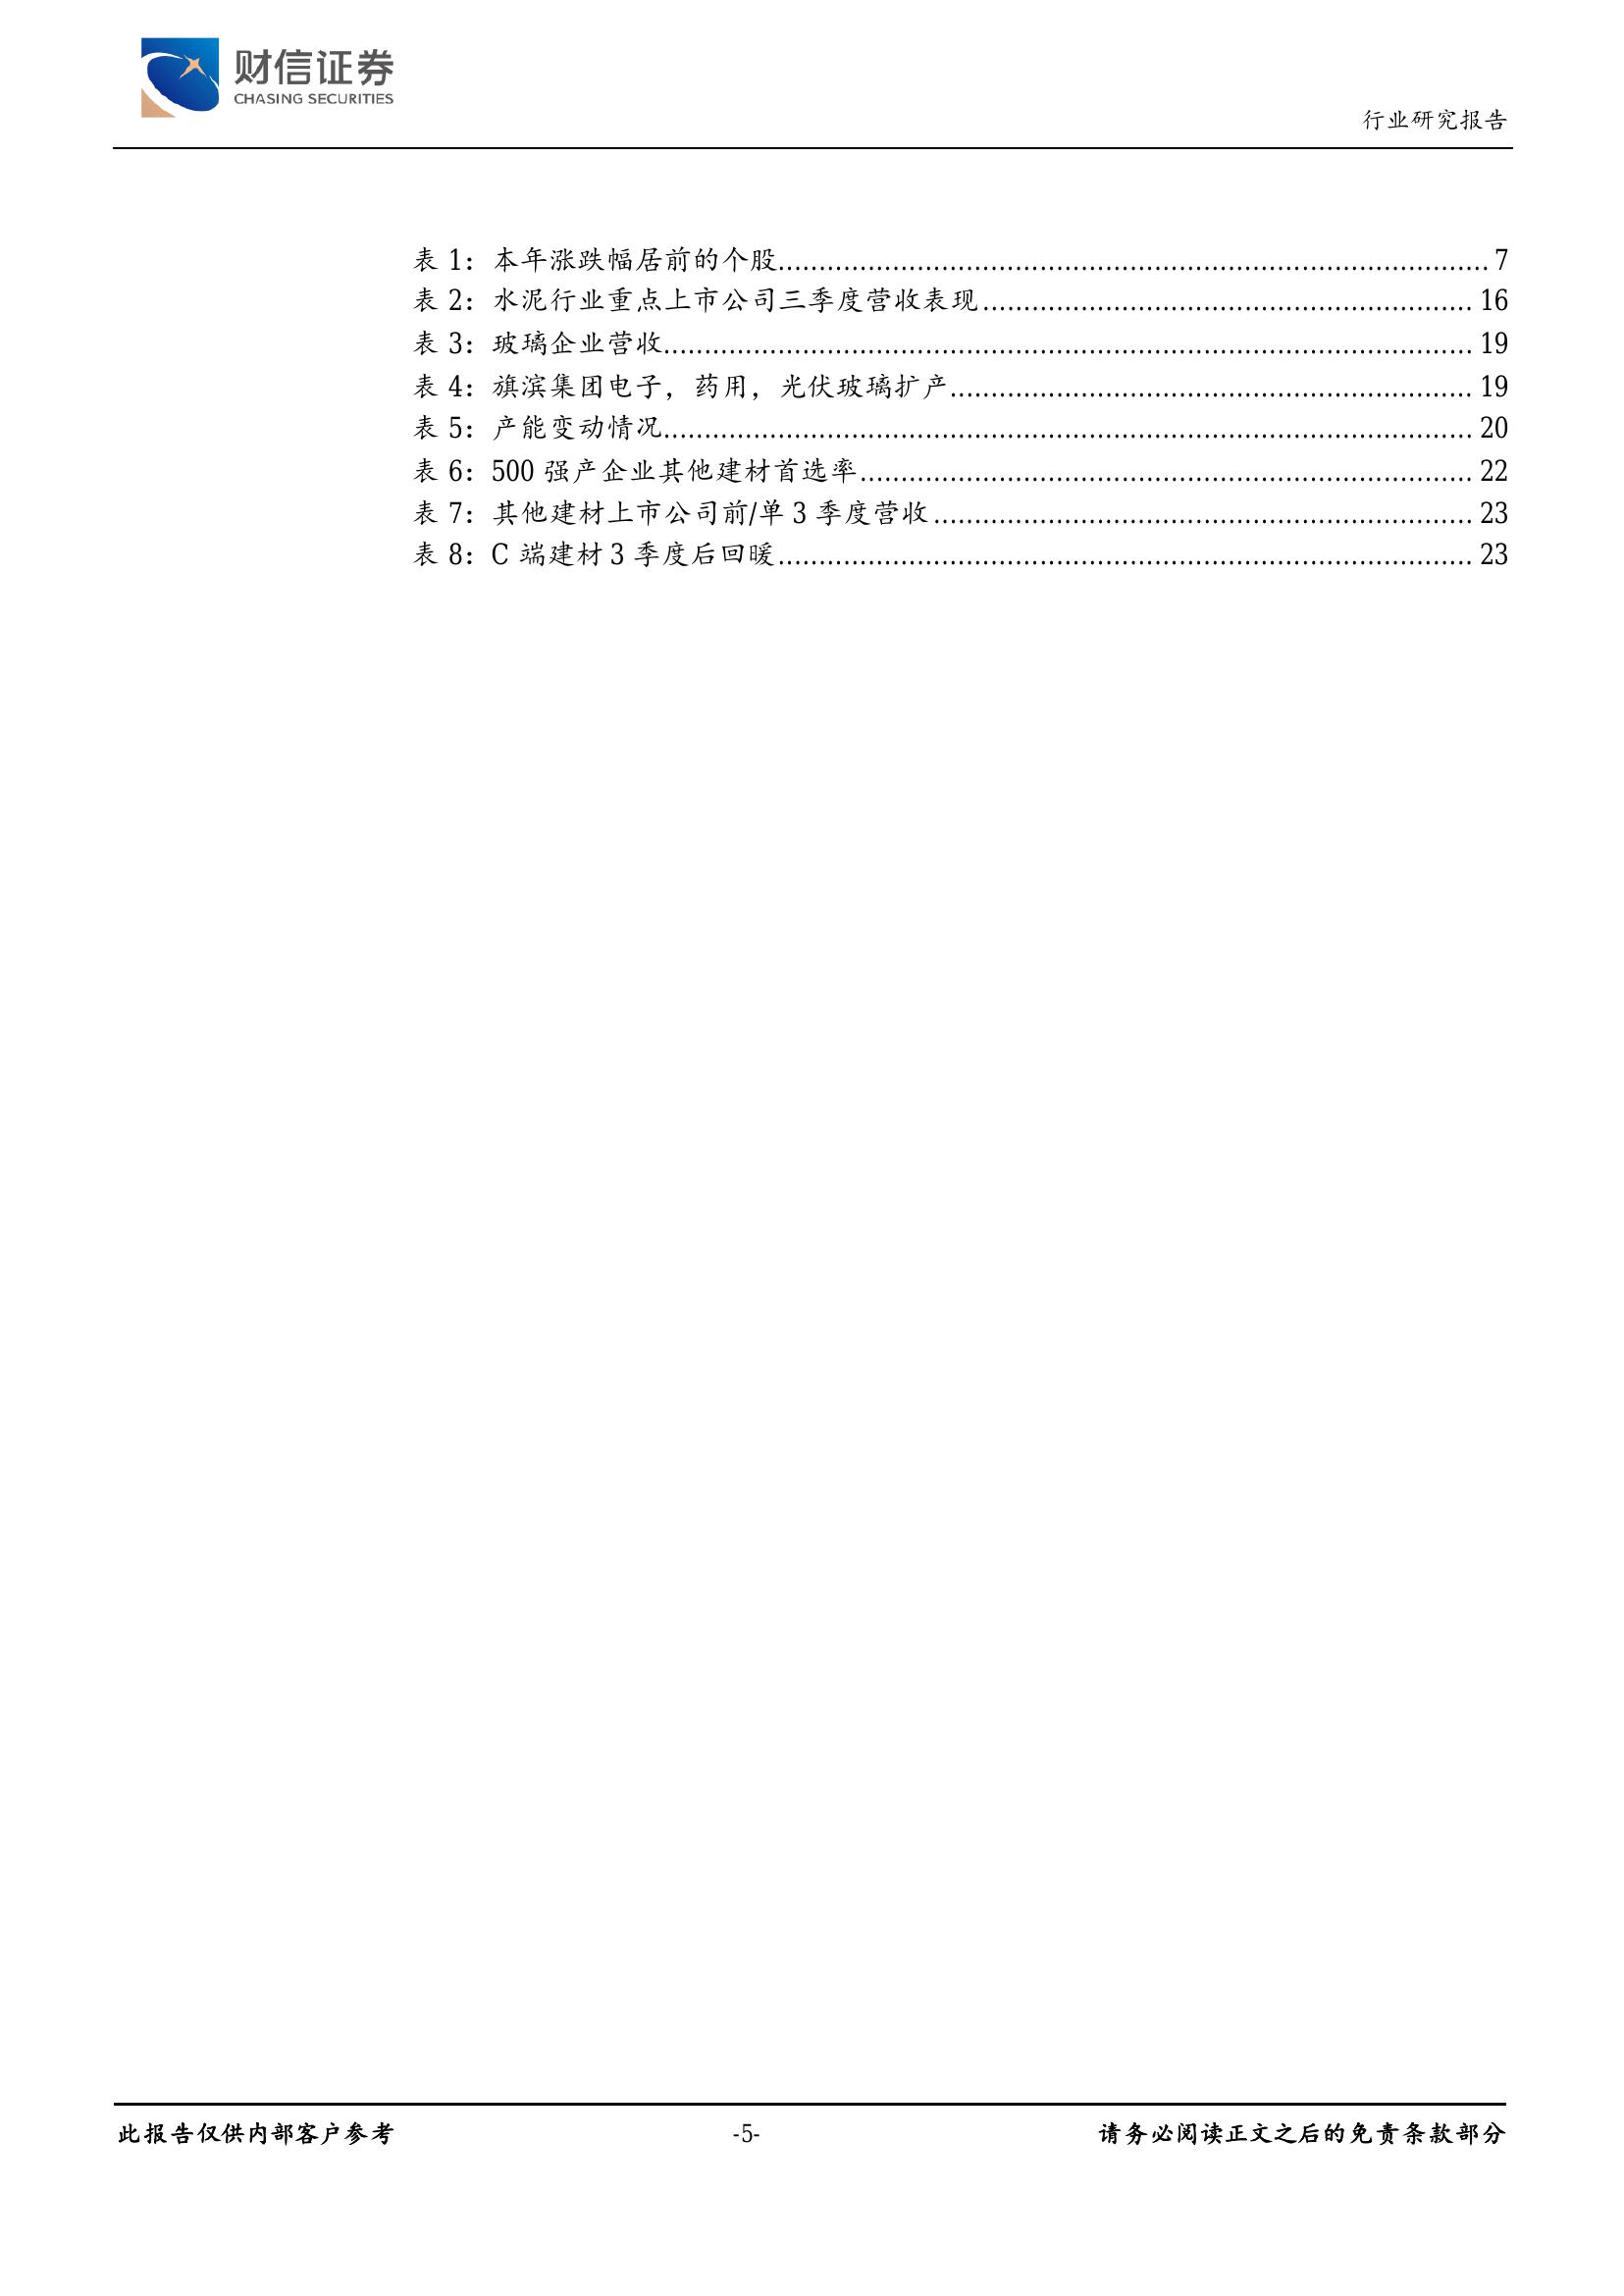 财信证券
CHASING SECURITIES
行业研究报告
表 1：本年涨跌幅居前的个股........................................................................................ 7
表 2：水泥行业重点上市公司三季度营收表现............................................................ 16
表 3：玻璃企业营收.................................................................................................... 19
表 4：旗滨集团电子，药用，光伏玻璃扩产................................................................ 19
表 5：产能变动情况.................................................................................................... 20
表 6：500 强产企业其他建材首选率........................................................................... 22
表 7：其他建材上市公司前/单 3 季度营收.................................................................. 23
表 8：C 端建材 3 季度后回暖...................................................................................... 23
此报告仅供内部客户参考 -5- 请务必阅读正文之后的免责条款部分